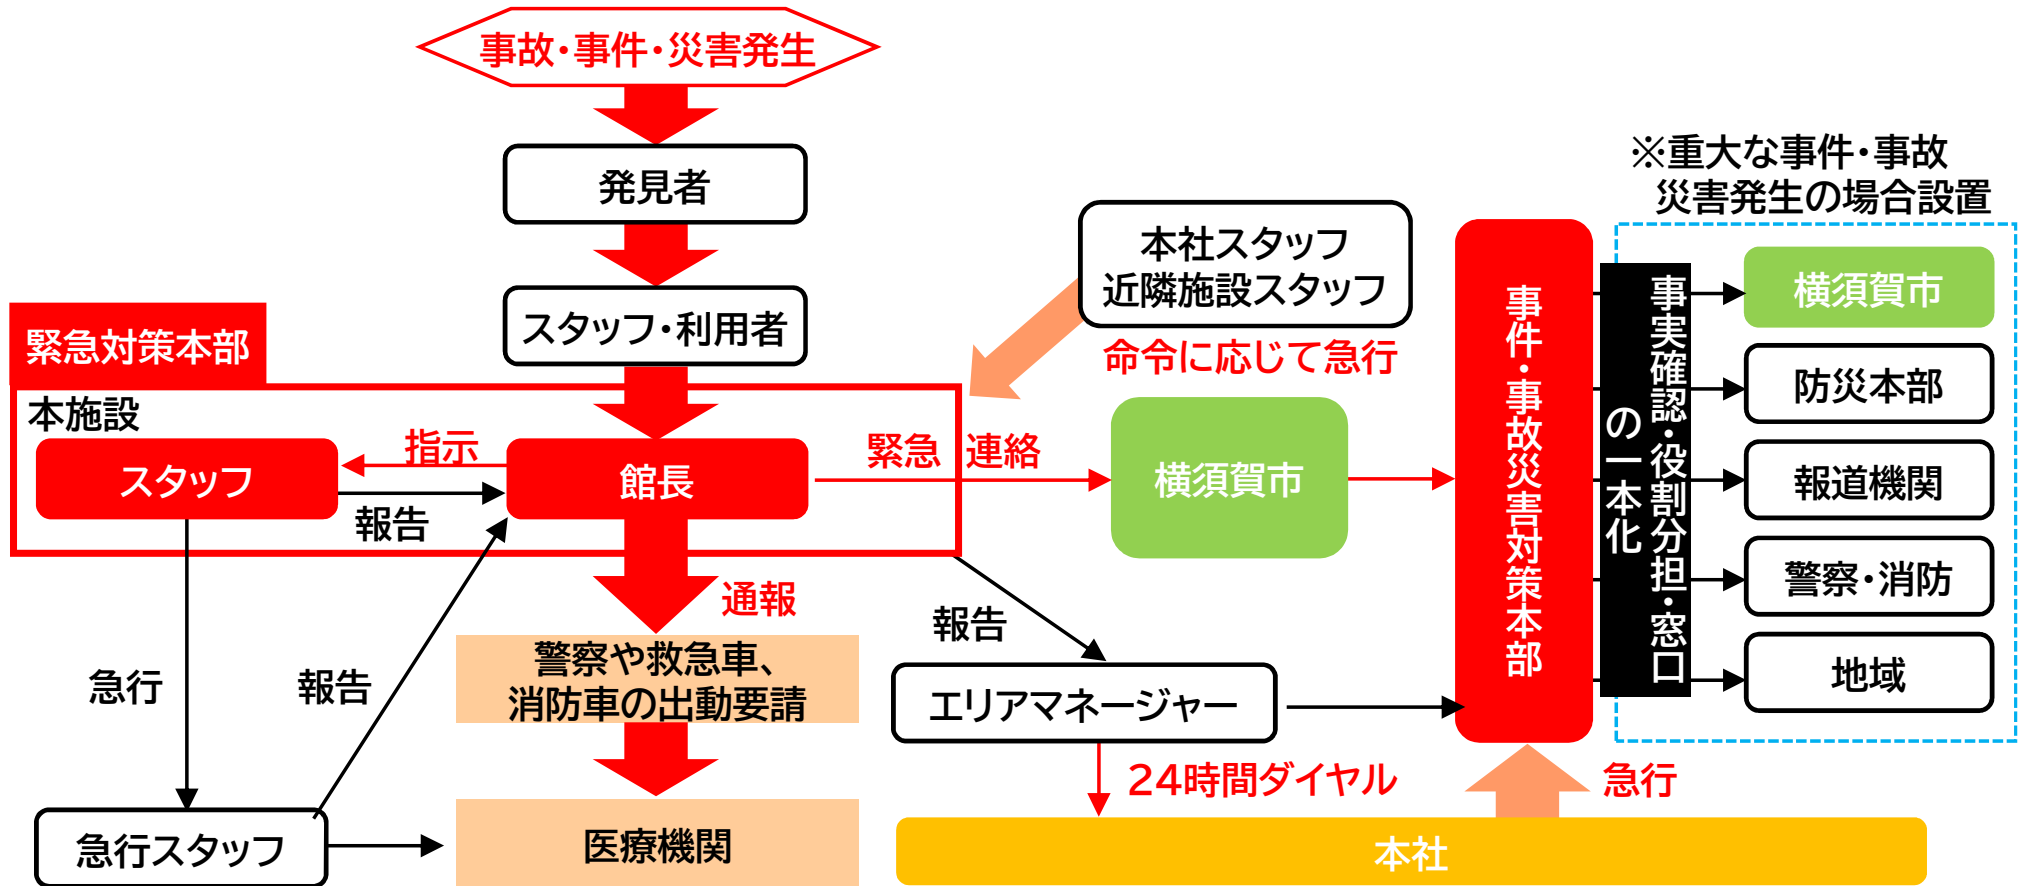 事故・事件・災害発生
発見者
スタッフ・利用者
緊急対策本部
本施設
スタッフ
指示
報告
館長
緊急
連絡
横須賀市
本社スタッフ
近隣施設スタッフ
命令に応じて急行
通報
警察や救急車、
消防車の出動要請
医療機関
急行
報告
急行スタッフ
報告
エリアマネージャー
24時間ダイヤル
本社
急行
事件・事故災害対策本部
事実確認・役割分担・窓口
の一本化
※重大な事件・事故
災害発生の場合設置
横須賀市
防災本部
報道機関
警察・消防
地域